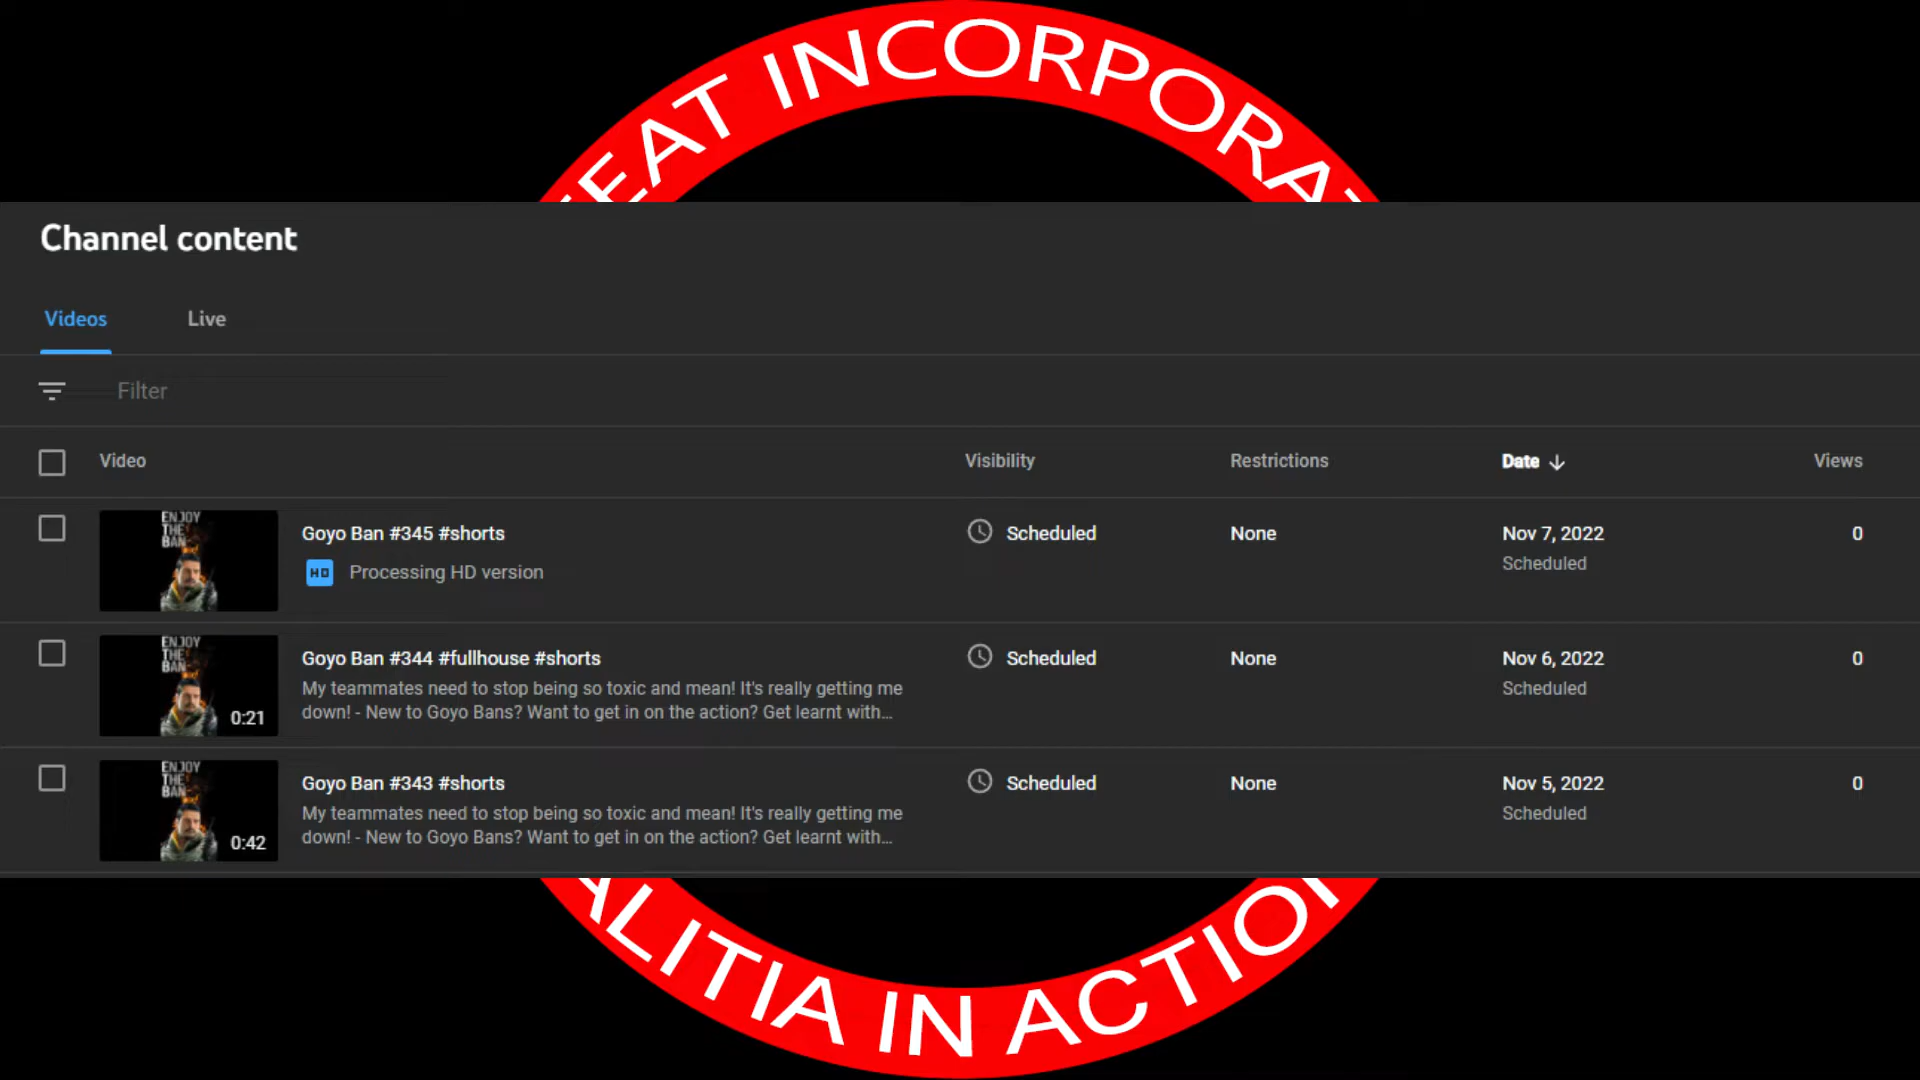 EAT INCORPORAT
Channel content
Videos Live
Filter
Video Visibility Restrictions Date Views
ENJOY
THE
BAN
Goyo Ban #345 #shorts Scheduled None Nov 7, 2022 0
HD Processing HD version Scheduled
ENJOY
THE
BAN
0:21
Goyo Ban #344 #fullhouse #shorts Scheduled None Nov 6, 2022 0
My teammates need to stop being so toxic and mean! It's really getting me Scheduled
down! - New to Goyo Bans? Want to get in on the action? Get learnt with...
ENJOY
THE
BAN
0:42
Goyo Ban #343 #shorts Scheduled None Nov 5, 2022 0
My teammates need to stop being so toxic and mean! It's really getting me Scheduled
down! - New to Goyo Bans? Want to get in on the action? Get learnt with...
ALITIA IN ACTION